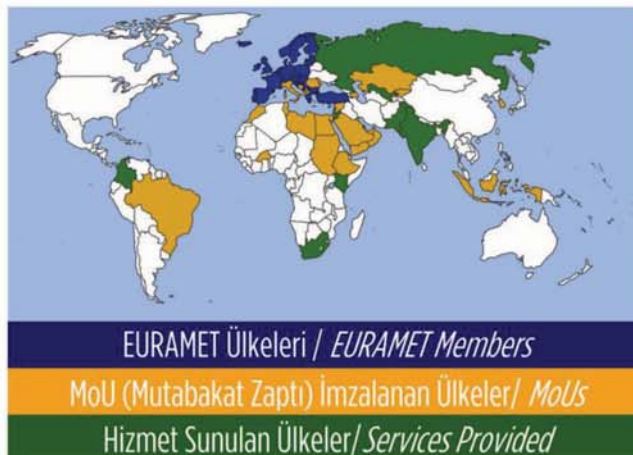 EURAMET Ülkeleri / EURAMET Members
MoU (Mutabakat Zaptı) İmzalanan Ülkeler/ MoUs
Hizmet Sunulan Ülkeler/Services Provided